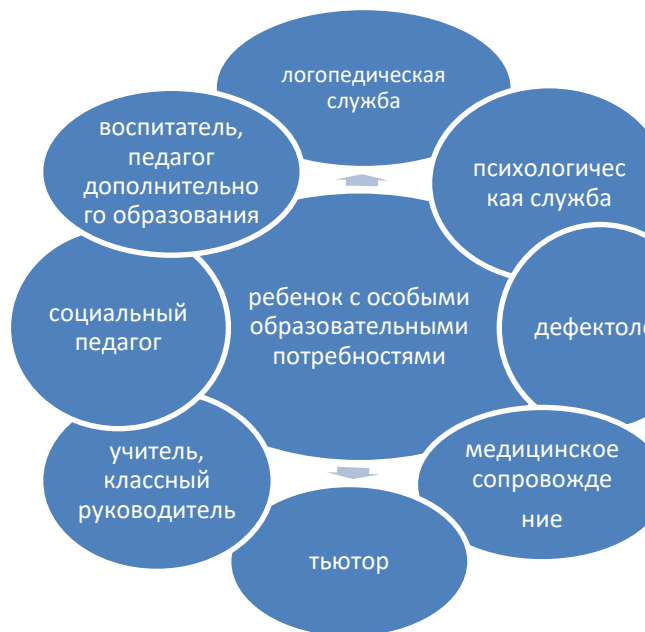 логопедическая
служба
воспитатель,
педагог
дополнительно
го образования
психологичес
кая служба
социальный
педагог
ребенок с особыми
образовательными
потребностями
дефектоло
учитель,
классный
руководитель
медицинское
сопровожде
ние
тьютор